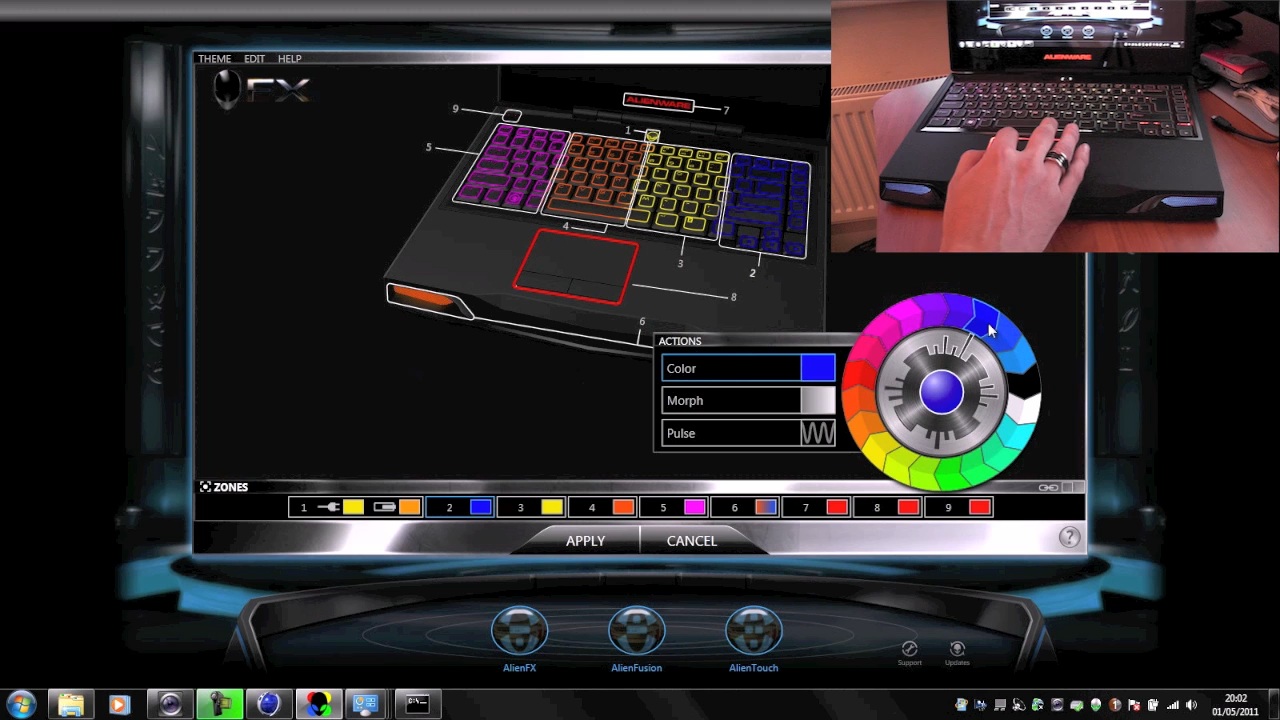 THEME EDIT HELP
FX
ALIENWARE
ALIENWARE
9
7
1
5
4
3
2
8
6
ACTIONS
Color
Morph
Pulse
ZONES
1 2 3 4 5 6 7 8 9
APPLY CANCEL
?
AlienFX AlienFusion AlienTouch
Support Updates
20:02
01/05/2011